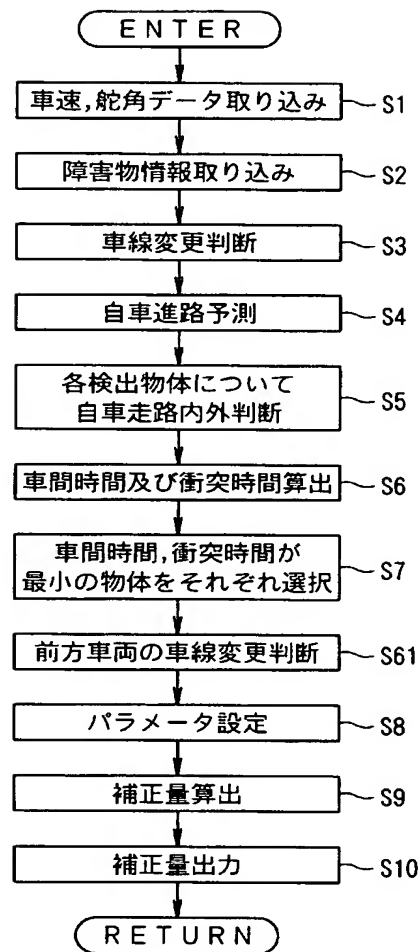 ENTER
車速,舵角データ取り込み S1
障害物情報取り込み S2
車線変更判断 S3
自車進路予測 S4
各検出物体について
自車走路内外判断 S5
車間時間及び衝突時間算出 S6
車間時間,衝突時間が
最小の物体をそれぞれ選択 S7
前方車両の車線変更判断 S61
パラメータ設定 S8
補正量算出 S9
補正量出力 S10
RETURN